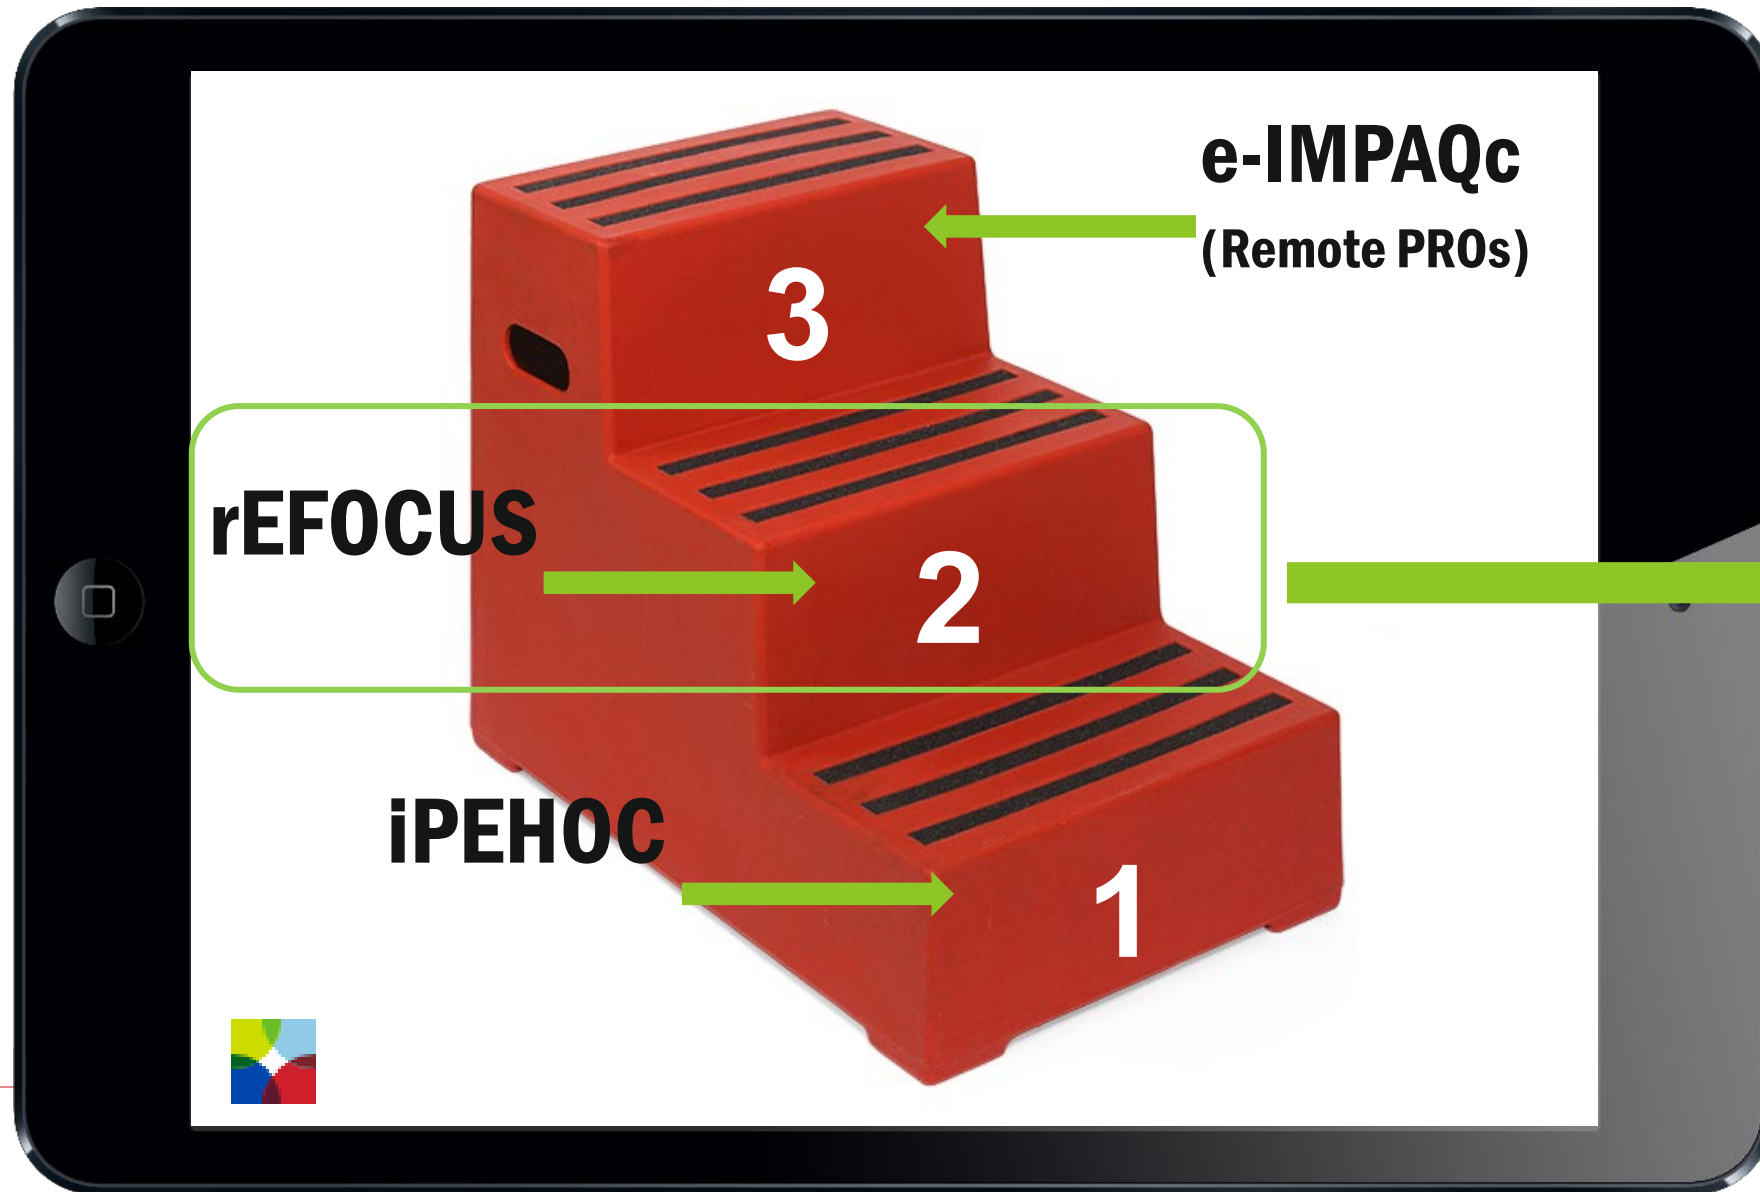 e-IMPAQc
(Remote PROs)
3
rEFOCUS
2
iPEHOC
1